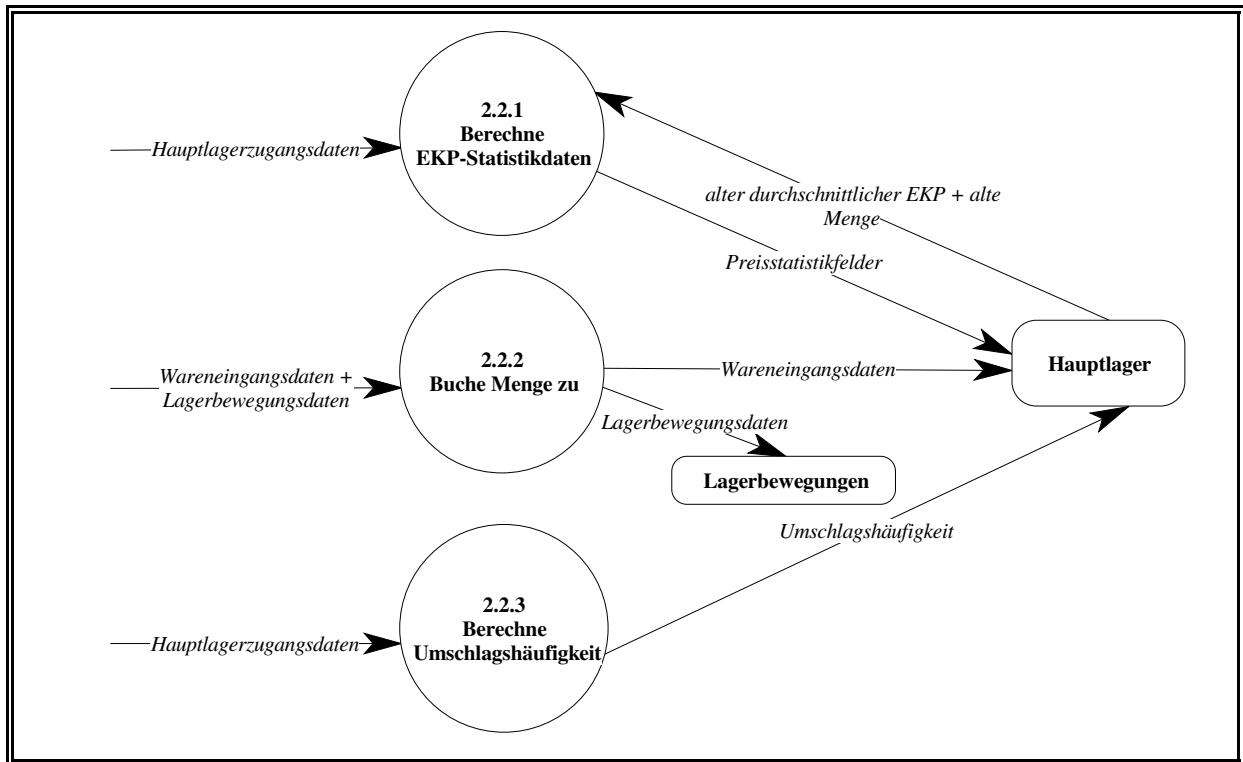 2.2.1
Berechne
EKP-Statistikdaten
Hauptlagerzugangsdaten
alter durchschnittlicher EKP + alte
Menge
Preisstatistikfelder
2.2.2
Buche Menge zu
Wareneingangsdaten +
Lagerbewegungsdaten
Wareneingangsdaten
Hauptlager
Lagerbewegungsdaten
Lagerbewegungen
Umschlagshäufigkeit
2.2.3
Berechne
Umschlagshäufigkeit
Hauptlagerzugangsdaten